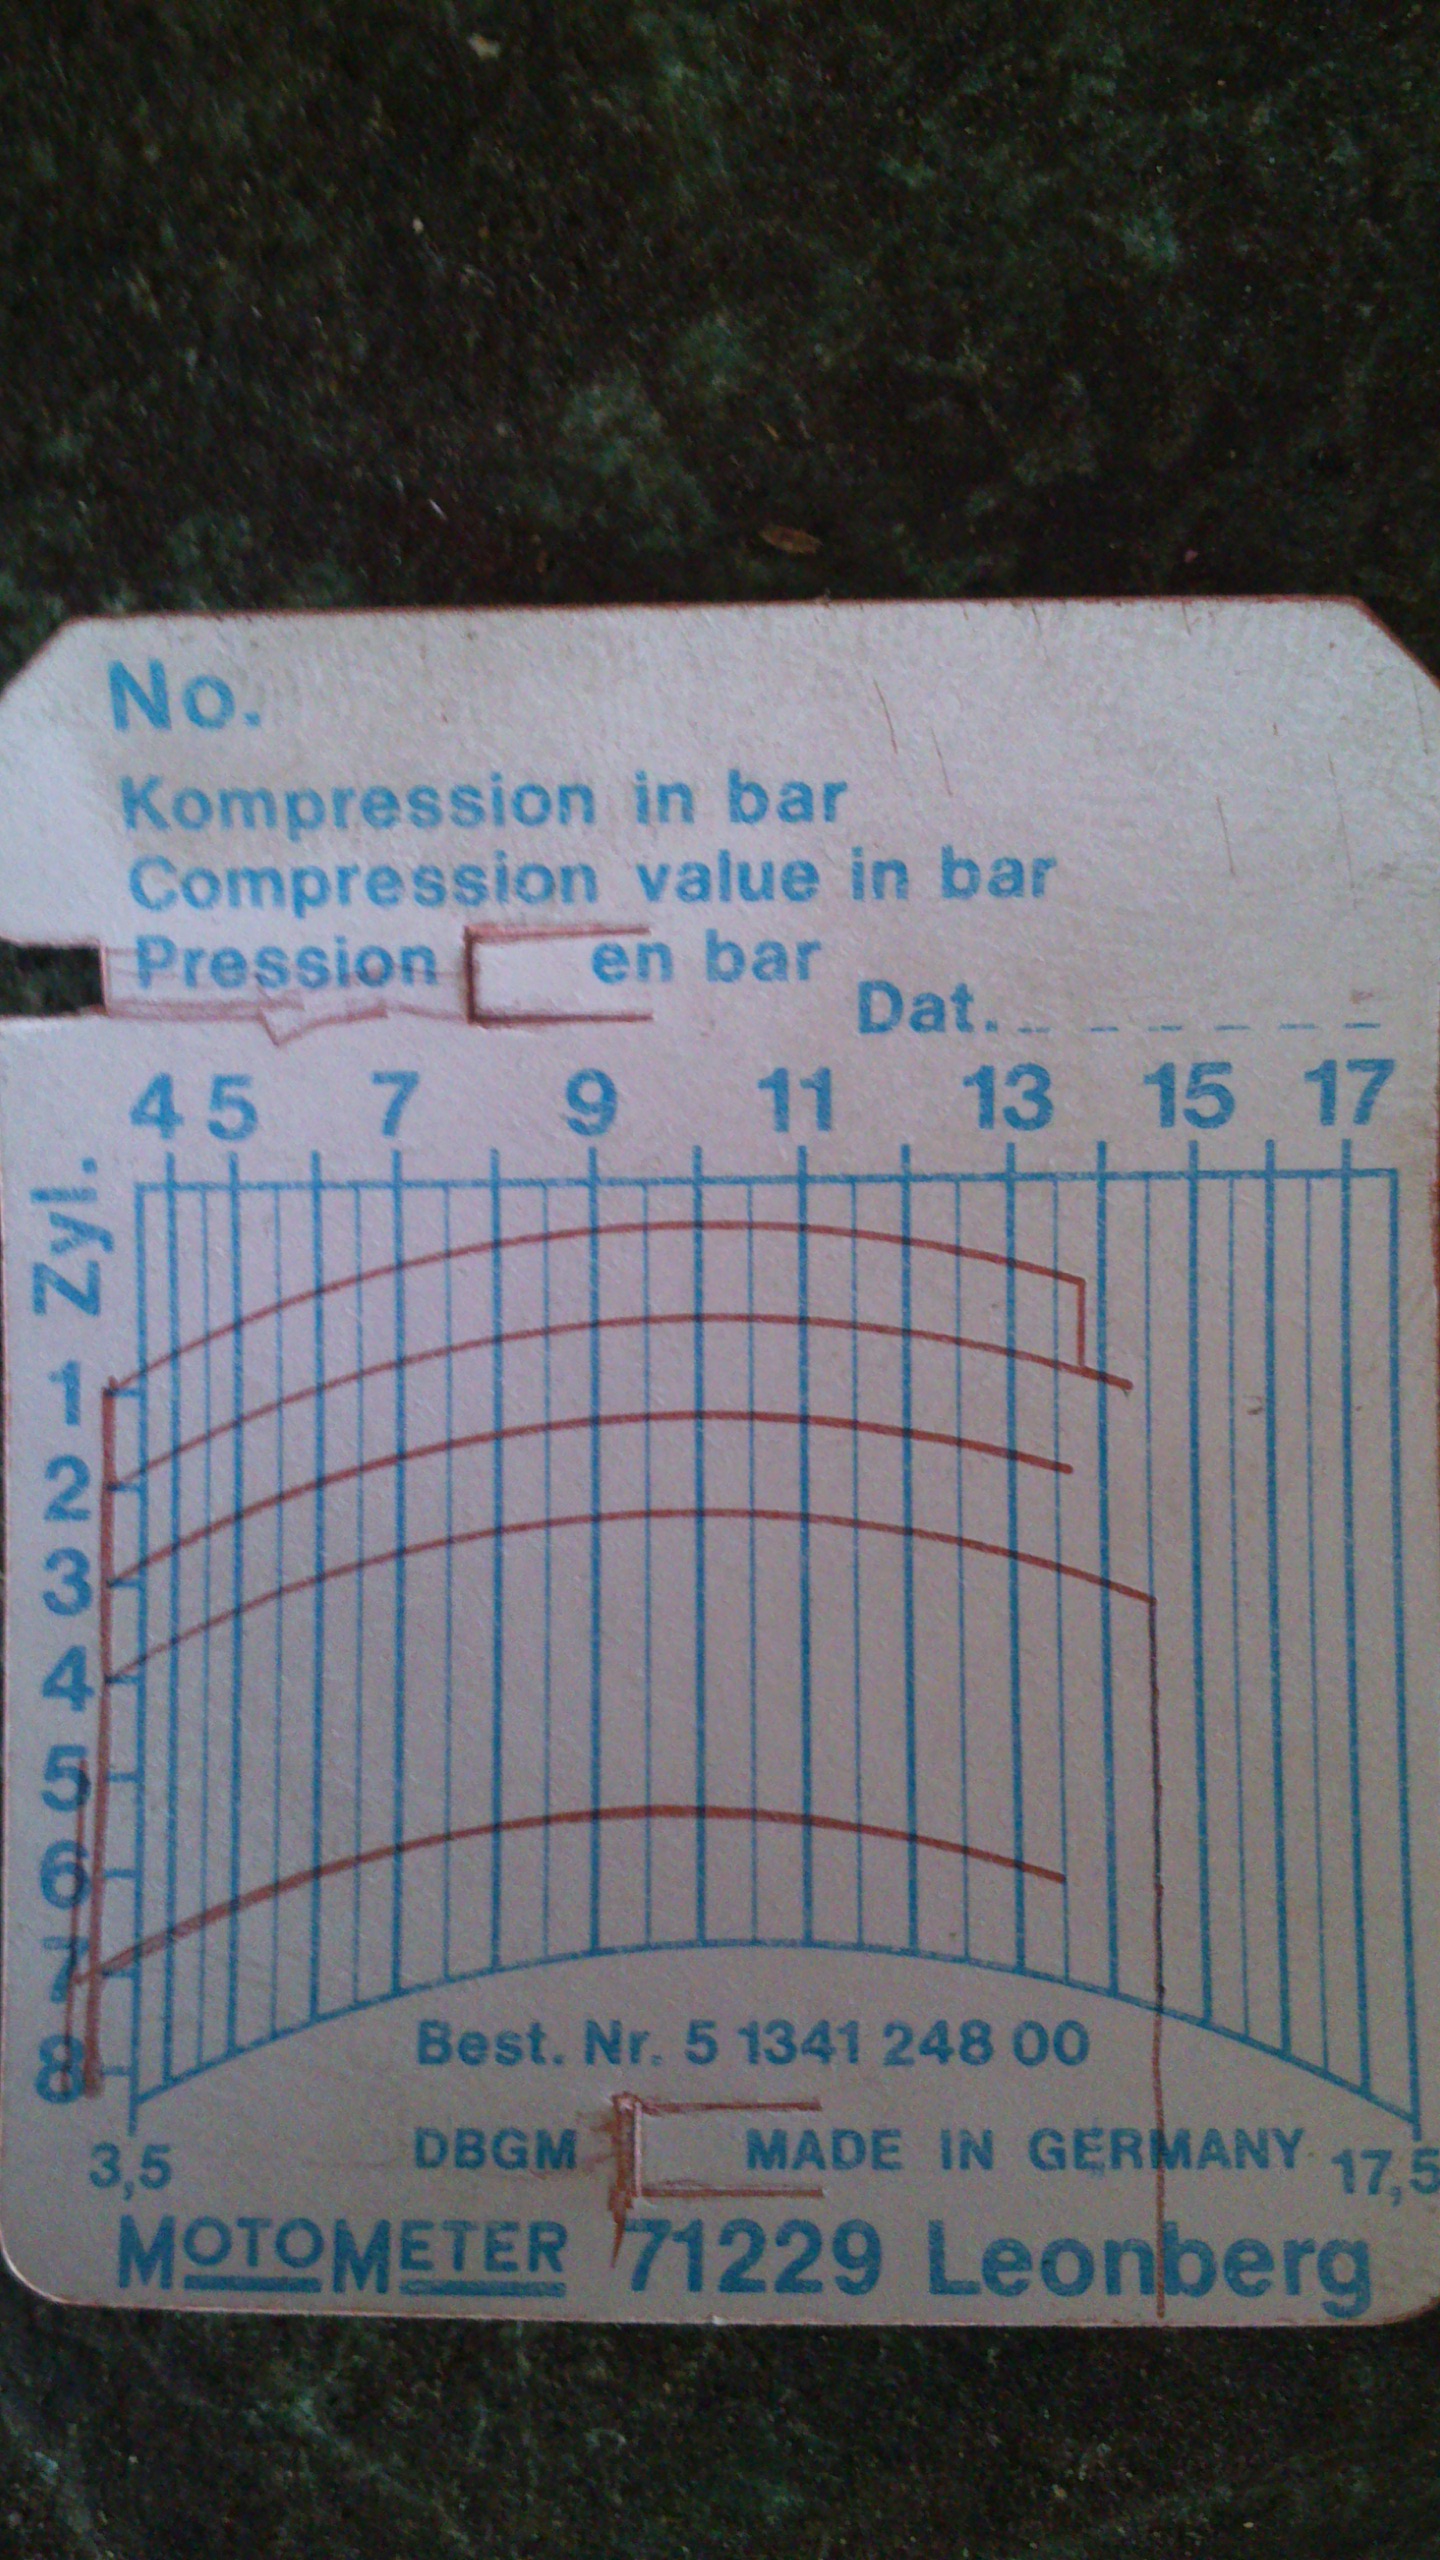 No.
Kompression in bar
Compression value in bar
Pression en bar
Dat.
4 5 7 9 11 13 15 17
Zyl.
1
2
3
4
5
6
7
8
Best. Nr. 5 1341 248 00
DBGM MADE IN GERMANY
3,5 17,5
MOTOMETER 71229 Leonberg